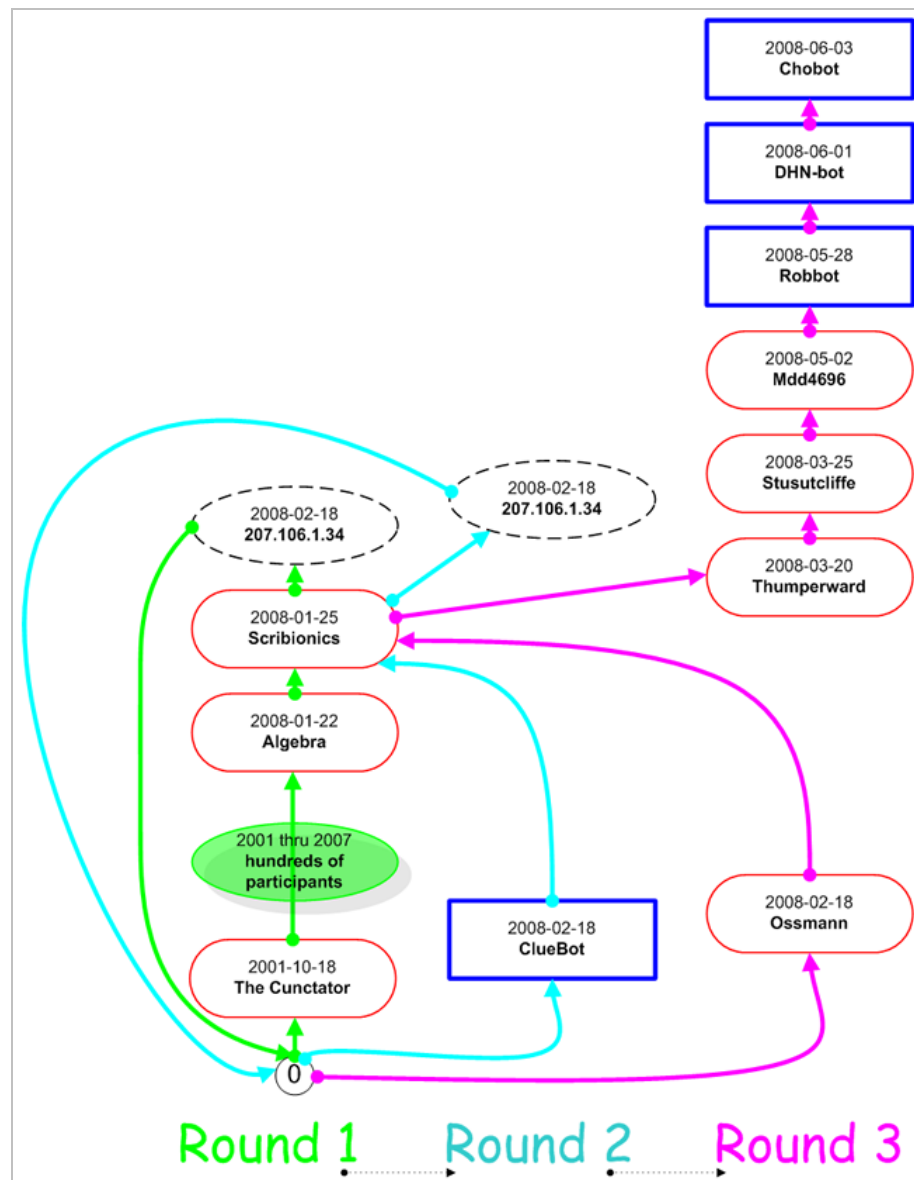 2008-06-03
Chobot
2008-06-01
DHN-bot
2008-05-28
Robbot
2008-05-02
Mdd4696
2008-03-25
Stusutcliffe
2008-02-18
207.106.1.34
2008-02-18
207.106.1.34
2008-03-20
Thumperward
2008-01-25
Scribionics
2008-01-22
Algebra
2001 thru 2007
hundreds of
participants
2008-02-18
ClueBot
2008-02-18
Ossmann
2001-10-18
The Cunctator
0
Round 1 Round 2 Round 3